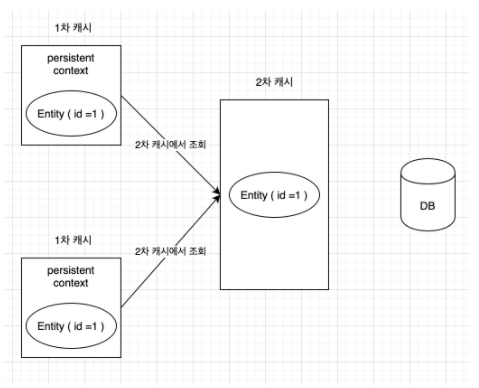 1차 캐시
persistent
context
Entity ( id =1 )
2차 캐시에서 조회
2차 캐시
Entity ( id =1 )
DB
1차 캐시
persistent
context
Entity ( id =1 )
2차 캐시에서 조회